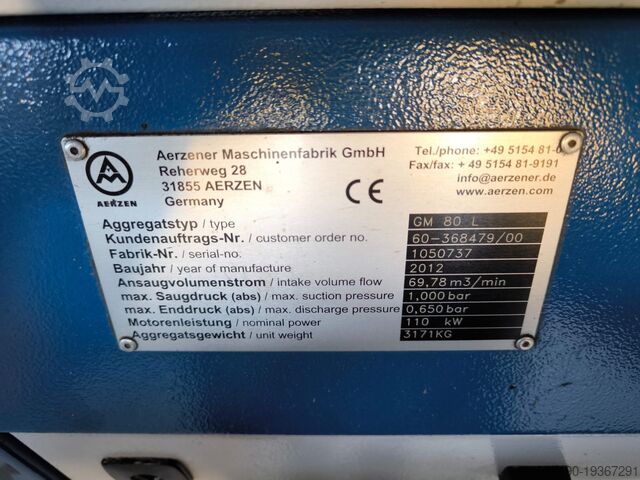 Aerzener Maschinenfabrik GmbH
Reherweg 28
31855 AERZEN
Germany
AERZEN
CE
Tel./phone: +49 5154 81-
Fax/fax: + 49 5154 81-9191
info@aerzener.de
www.aerzen.com
Aggregatstyp / type GM 80 L
Kundenauftrags-Nr. / customer order no. 60-368479/00
Fabrik-Nr. / serial-no. 1050737
Baujahr / year of manufacture 2012
Ansaugvolumenstrom / intake volume flow 69,78 m3/min
max. Saugdruck (abs) / max. suction pressure 1,000 bar
max. Enddruck (abs) / max. discharge pressure 0,650 bar
Motorenleistung / nominal power 110 kW
Aggregatsgewicht / unit weight 3171KG
90-19367291